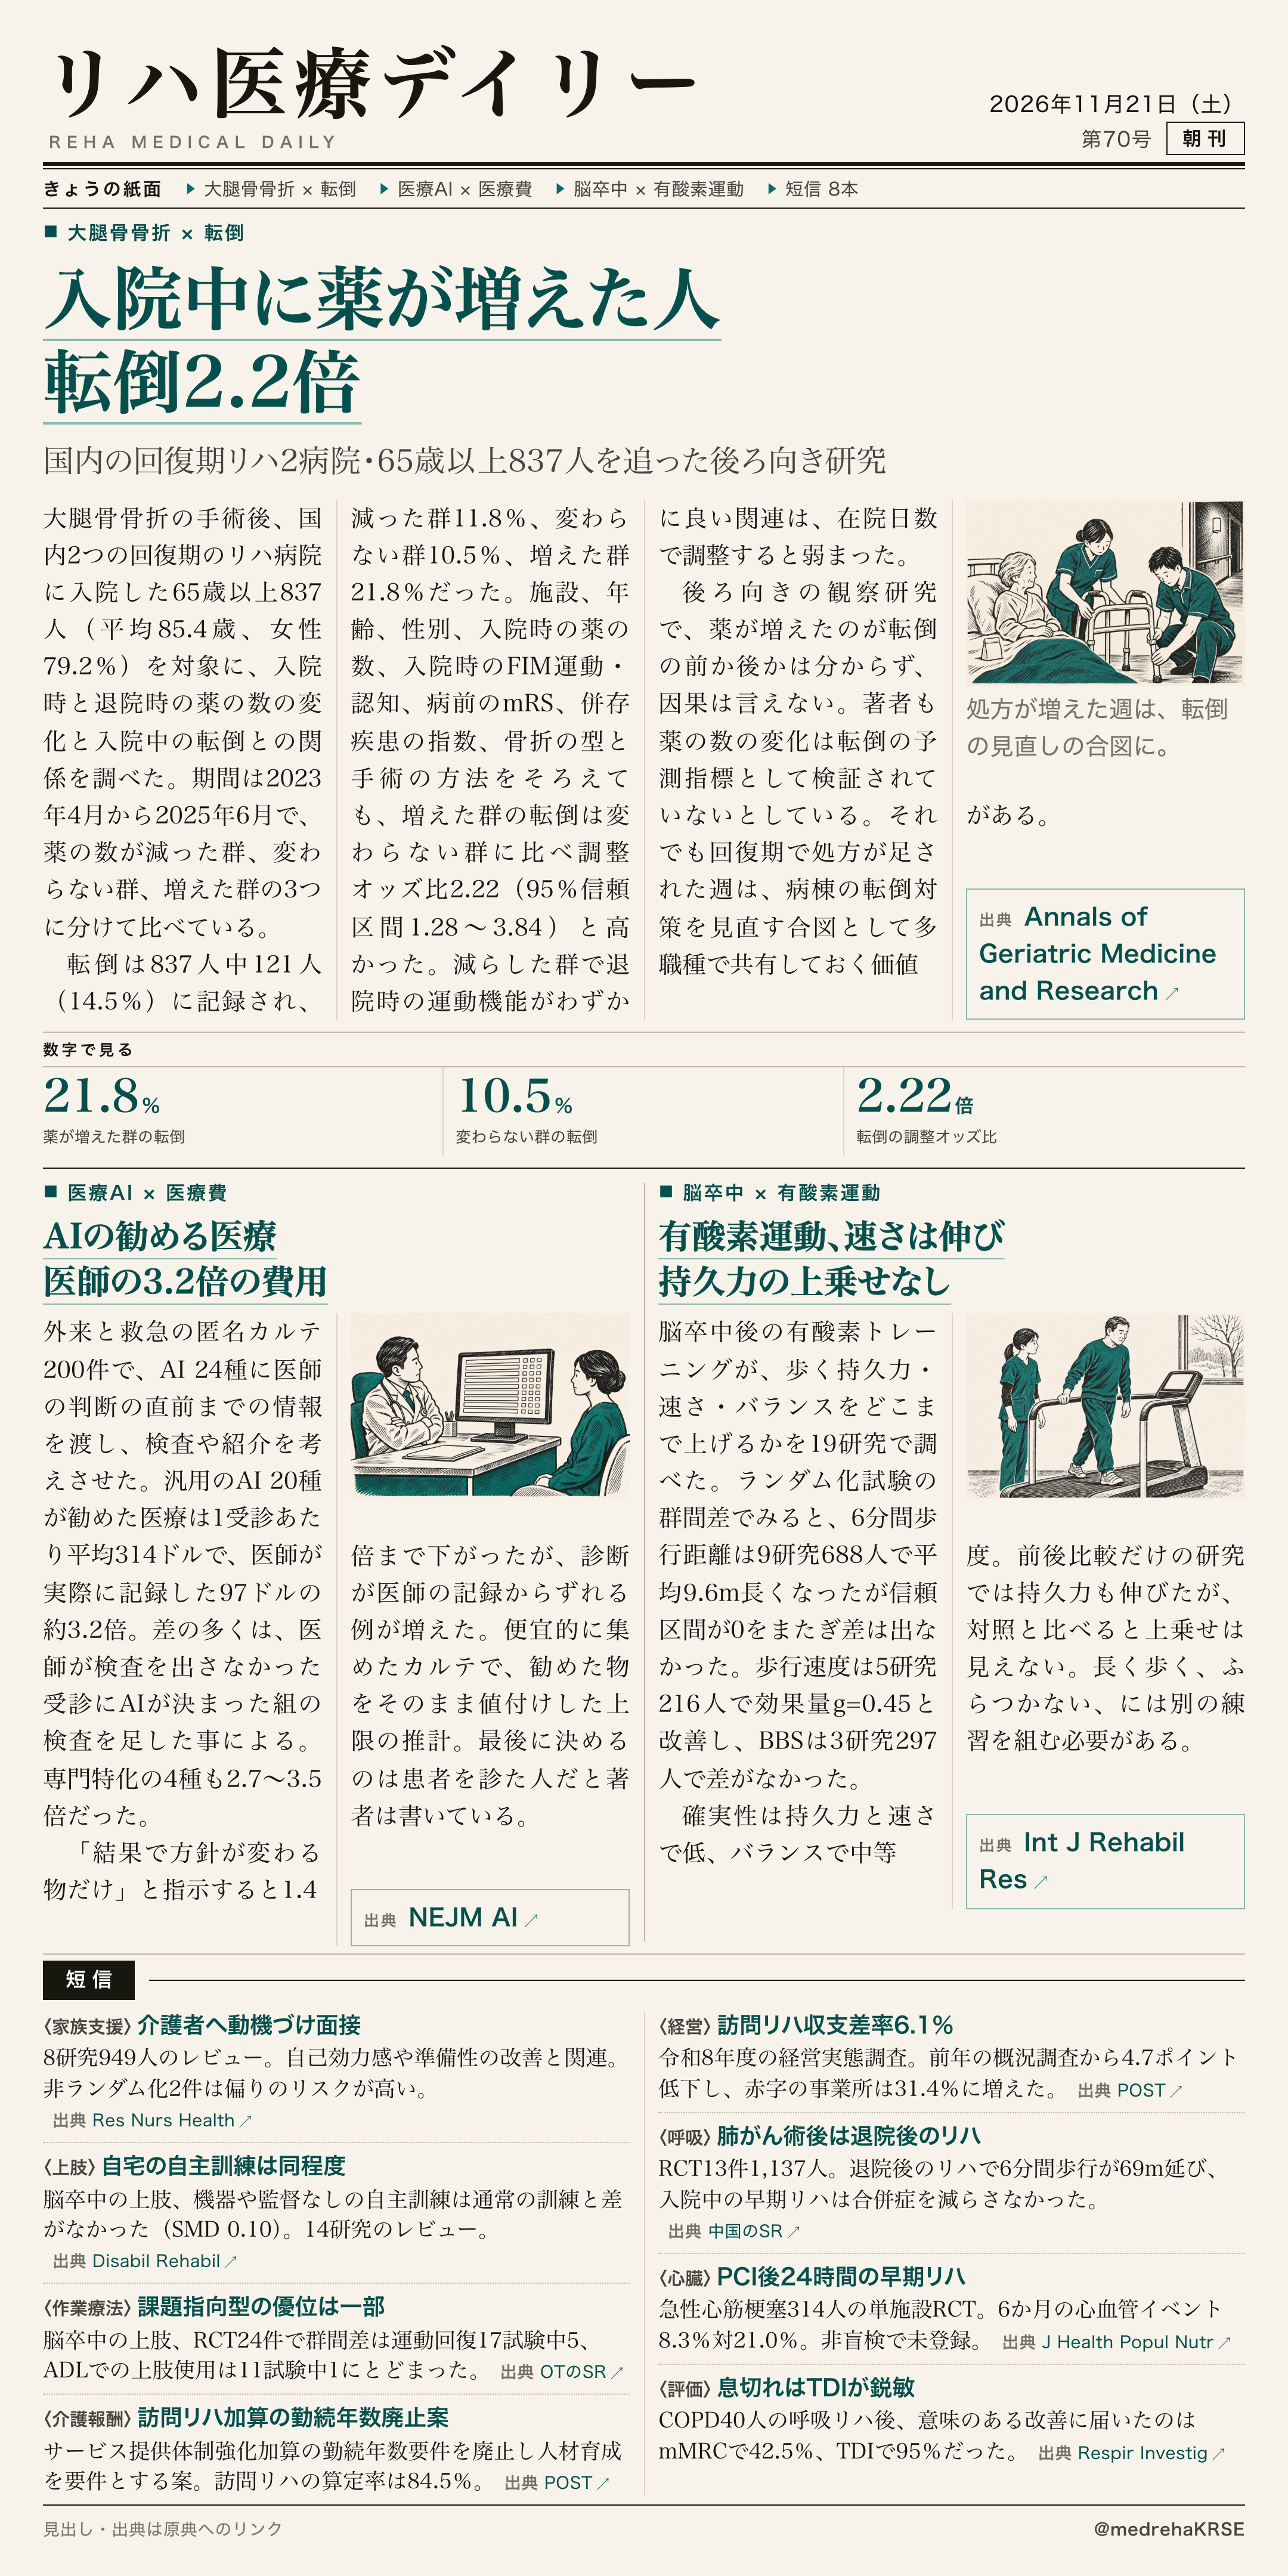 リハ医療デイリー
REHA MEDICAL DAILY
2026年11月21日（土）
第70号 朝刊
きょうの紙面 ▶ 大腿骨骨折 × 転倒 ▶ 医療AI × 医療費 ▶ 脳卒中 × 有酸素運動 ▶ 短信 8本
■ 大腿骨骨折 × 転倒
入院中に薬が増えた人
転倒2.2倍
国内の回復期リハ2病院・65歳以上837人を追った後ろ向き研究
大腿骨骨折の手術後、国
内2つの回復期のリハ病院
に入院した65歳以上837
人（平均85.4歳、女性
79.2%）を対象に、入院
時と退院時の薬の数の変
化と入院中の転倒との関
係を調べた。期間は2023
年4月から2025年6月で、
薬の数が減った群、変わ
らない群、増えた群の3つ
に分けて比べている。
転倒は837人中121人
（14.5%）に記録され、
減った群11.8%、変わら
ない群10.5%、増えた群
21.8%だった。施設、年
齢、性別、入院時の薬の
数、入院時のFIM運動・
認知、病前のmRS、併存
疾患の指数、骨折の型と
手術の方法をそろえて
も、増えた群の転倒は変
わらない群に比べ調整
オッズ比2.22（95%信頼
区間1.28〜3.84）と高
かった。減らした群で退
院時の運動機能がわずか
に良い関連は、在院日数
で調整すると弱まった。
後ろ向きの観察研究
で、薬が増えたのが転倒
の前か後かは分からず、
因果は言えない。著者も
薬の数の変化は転倒の予
測指標として検証されて
いないとしている。それ
でも回復期で処方が足さ
れた週は、病棟の転倒対
策を見直す合図として多
職種で共有しておく価値
処方が増えた週は、転倒
の見直しの合図に。
がある。
出典 Annals of
Geriatric Medicine
and Research ↗
数字で見る
21.8%
薬が増えた群の転倒
10.5%
変わらない群の転倒
2.22倍
転倒の調整オッズ比
■ 医療AI × 医療費
AIの勧める医療
医師の3.2倍の費用
外来と救急の匿名カルテ
200件で、AI 24種に医師
の判断の直前までの情報
を渡し、検査や紹介を考
えさせた。汎用のAI 20種
が勧めた医療は1受診あた
り平均314ドルで、医師が
実際に記録した97ドルの
約3.2倍。差の多くは、医
師が検査を出さなかった
受診にAIが決まった組の
検査を足した事による。
専門特化の4種も2.7〜3.5
倍だった。
「結果で方針が変わる
物だけ」と指示すると1.4
倍まで下がったが、診断
が医師の記録からずれる
例が増えた。便宜的に集
めたカルテで、勧めた物
をそのまま値付けした上
限の推計。最後に決める
のは患者を診た人だと著
者は書いている。
出典 NEJM AI ↗
■ 脳卒中 × 有酸素運動
有酸素運動、速さは伸び
持久力の上乗せなし
脳卒中後の有酸素トレー
ニングが、歩く持久力・
速さ・バランスをどこま
で上げるかを19研究で調
べた。ランダム化試験の
群間差でみると、6分間歩
行距離は9研究688人で平
均9.6m長くなったが信頼
区間が0をまたぎ差は出な
かった。歩行速度は5研究
216人で効果量g=0.45と
改善し、BBSは3研究297
人で差がなかった。
確実性は持久力と速さ
で低、バランスで中等
度。前後比較だけの研究
では持久力も伸びたが、
対照と比べると上乗せは
見えない。長く歩く、ふ
らつかない、には別の練
習を組む必要がある。
出典 Int J Rehabil
Res ↗
短信
〈家族支援〉介護者へ動機づけ面接
8研究949人のレビュー。自己効力感や準備性の改善と関連。
非ランダム化2件は偏りのリスクが高い。
出典 Res Nurs Health ↗
〈上肢〉自宅の自主訓練は同程度
脳卒中の上肢、機器や監督なしの自主訓練は通常の訓練と差
がなかった（SMD 0.10）。14研究のレビュー。
出典 Disabil Rehabil ↗
〈作業療法〉課題指向型の優位は一部
脳卒中の上肢、RCT24件で群間差は運動回復17試験中5、
ADLでの上肢使用は11試験中1にとどまった。 出典 OTのSR ↗
〈介護報酬〉訪問リハ加算の勤続年数廃止案
サービス提供体制強化加算の勤続年数要件を廃止し人材育成
を要件とする案。訪問リハの算定率は84.5%。 出典 POST ↗
〈経営〉訪問リハ収支差率6.1%
令和8年度の経営実態調査。前年の概況調査から4.7ポイント
低下し、赤字の事業所は31.4%に増えた。 出典 POST ↗
〈呼吸〉肺がん術後は退院後のリハ
RCT13件1,137人。退院後のリハで6分間歩行が69m延び、
入院中の早期リハは合併症を減らさなかった。
出典 中国のSR ↗
〈心臓〉PCI後24時間の早期リハ
急性心筋梗塞314人の単施設RCT。6か月の心血管イベント
8.3%対21.0%。非盲検で未登録。 出典 J Health Popul Nutr ↗
〈評価〉息切れはTDIが鋭敏
COPD40人の呼吸リハ後、意味のある改善に届いたのは
mMRCで42.5%、TDIで95%だった。 出典 Respir Investig ↗
見出し・出典は原典へのリンク
@medrehaKRSE